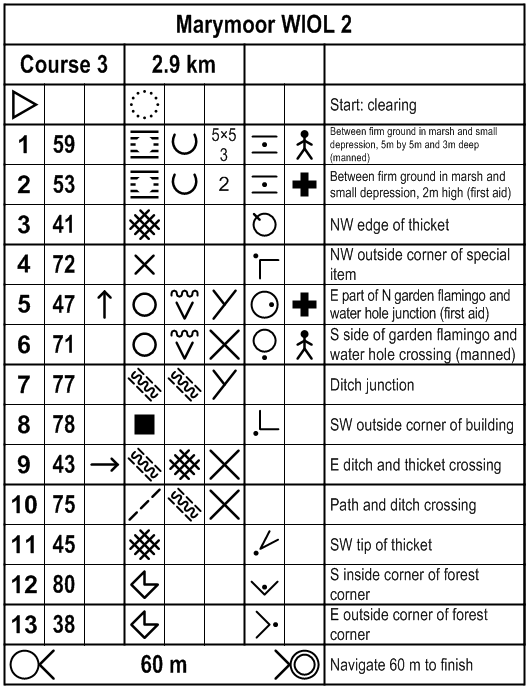 Marymoor WIOL 2
Course 3 2.9 km
Start: clearing
1 59 5×5
3
Between firm ground in marsh and small
depression, 5m by 5m and 3m deep
(manned)
2 53 2
Between firm ground in marsh and
small depression, 2m high (first aid)
3 41 NW edge of thicket
4 72
NW outside corner of special
item
5 47
E part of N garden flamingo and
water hole junction (first aid)
6 71
S side of garden flamingo and
water hole crossing (manned)
7 77 Ditch junction
8 78 SW outside corner of building
9 43 E ditch and thicket crossing
10 75 Path and ditch crossing
11 45 SW tip of thicket
12 80
S inside corner of forest
corner
13 38
E outside corner of forest
corner
60 m Navigate 60 m to finish